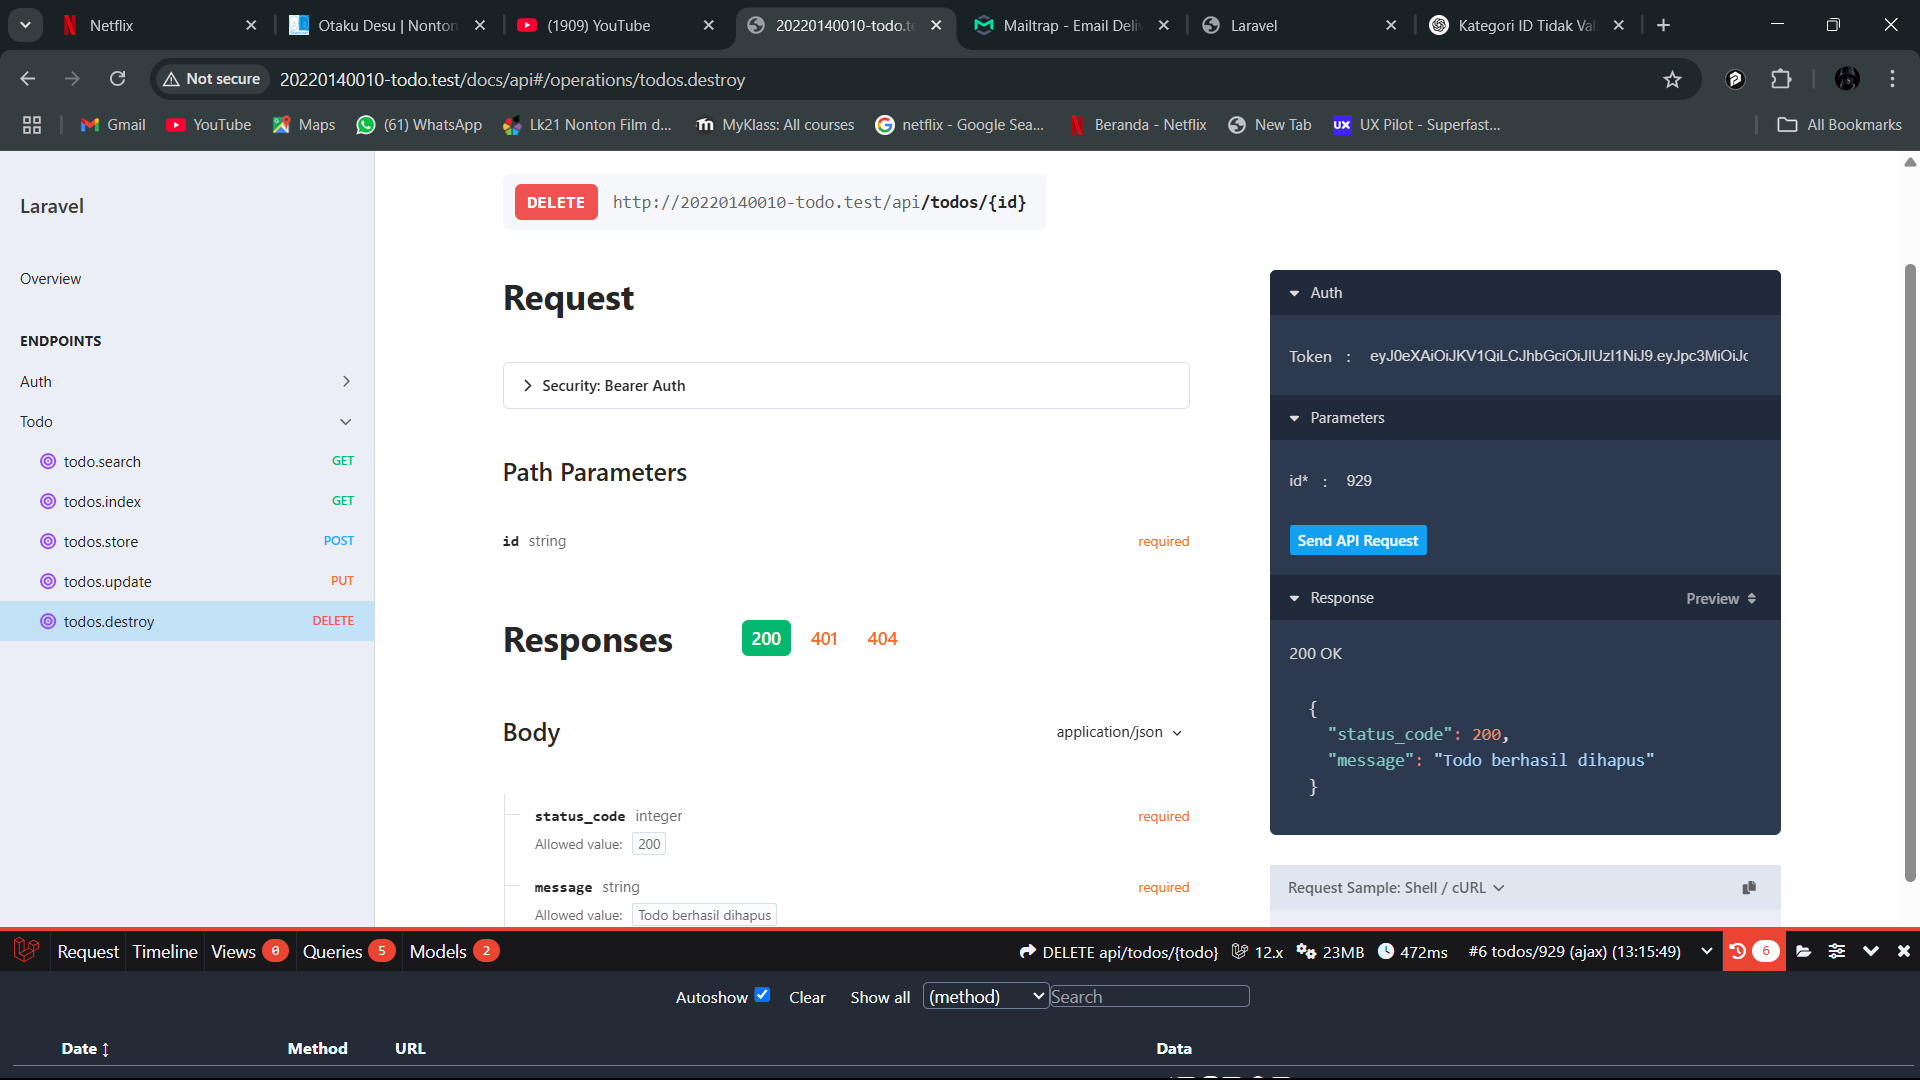 Netflix
Otaku Desu | Nonton
(1909) YouTube
20220140010-todo.te
Mailtrap - Email Deliv
Laravel
Kategori ID Tidak Val
Not secure
20220140010-todo.test/docs/api#/operations/todos.destroy
Gmail
YouTube
Maps
(61) WhatsApp
Lk21 Nonton Film d...
MyKlass: All courses
netflix - Google Sea...
Beranda - Netflix
New Tab
UX Pilot - Superfast...
All Bookmarks
Laravel
Overview
ENDPOINTS
Auth
Todo
todo.search GET
todos.index GET
todos.store POST
todos.update PUT
todos.destroy DELETE
DELETE http://20220140010-todo.test/api/todos/{id}
Request
Security: Bearer Auth
Path Parameters
id string required
Responses 200 401 404
Body application/json
status_code integer required
Allowed value: 200
message string required
Allowed value: Todo berhasil dihapus
Auth
Token : eyJ0eXAiOiJKV1QiLCJhbGciOiJIUzI1NiJ9.eyJpc3MiOiJo
Parameters
id* : 929
Send API Request
Response Preview
200 OK
{
"status_code": 200,
"message": "Todo berhasil dihapus"
}
Request Sample: Shell / cURL
Request Timeline Views 0 Queries 5 Models 2
DELETE api/todos/{todo} 12.x 23MB 472ms #6 todos/929 (ajax) (13:15:49) 6
Autoshow Clear Show all (method) Search
Date Method URL Data